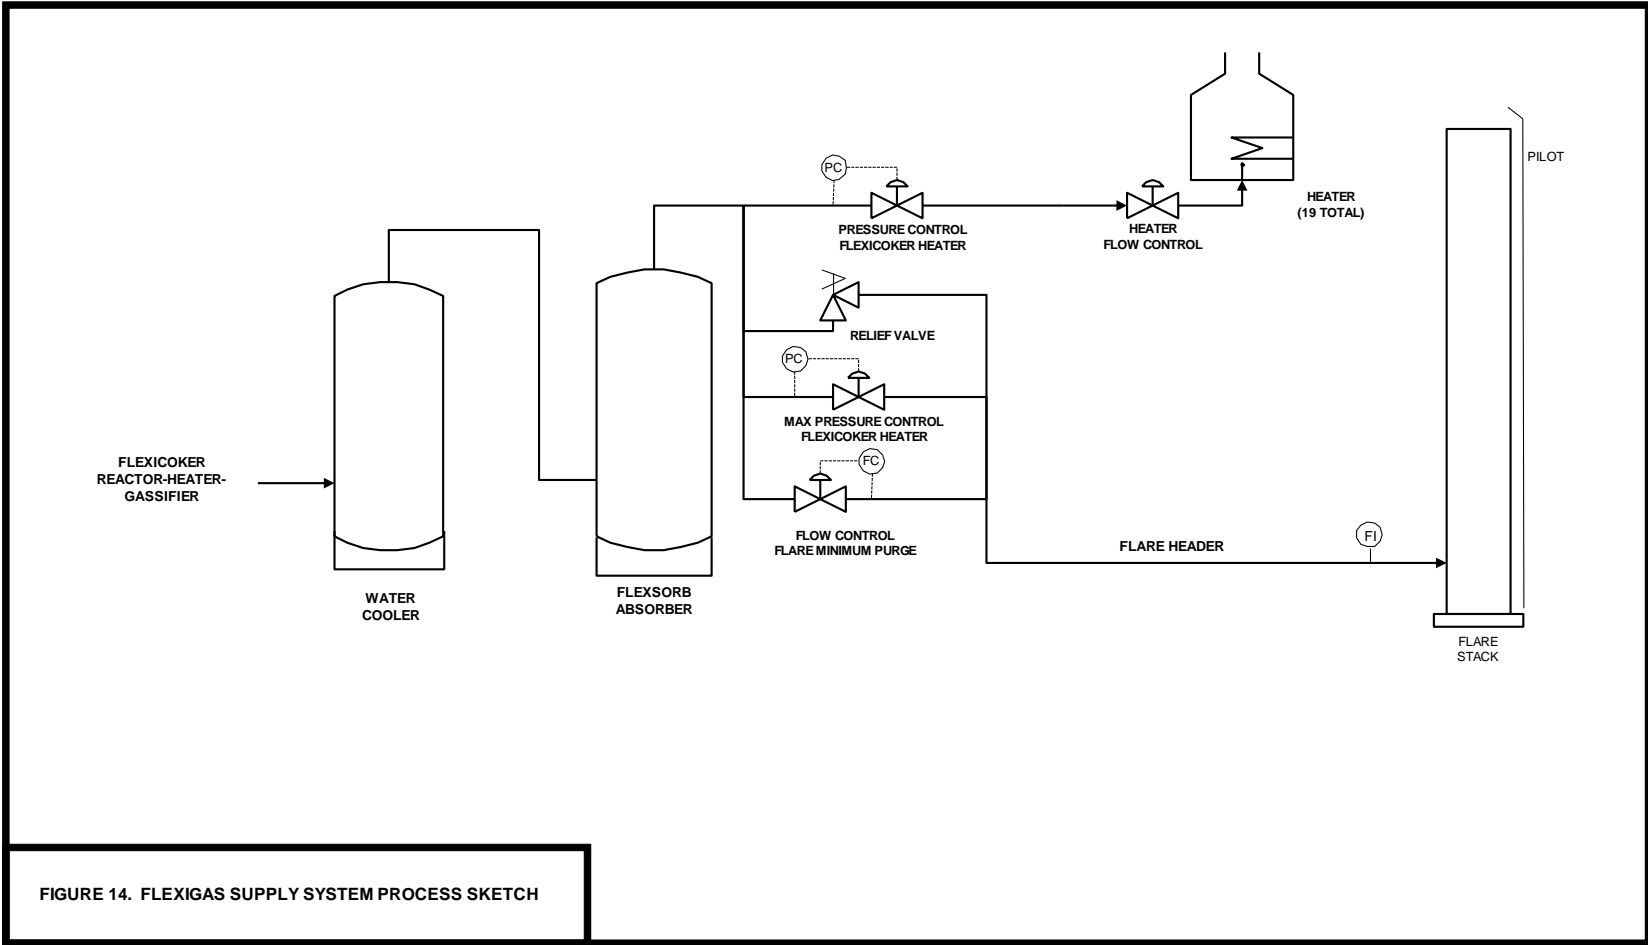 PILOT
PC
HEATER
(19 TOTAL)
PRESSURE CONTROL
FLEXICOKER HEATER
HEATER
FLOW CONTROL
RELIEF VALVE
PC
MAX PRESSURE CONTROL
FLEXICOKER HEATER
FLEXICOKER
REACTOR-HEATER-
GASSIFIER
FC
FLOW CONTROL
FLARE MINIMUM PURGE
FLARE HEADER
FI
WATER
COOLER
FLEXSORB
ABSORBER
FLARE
STACK
FIGURE 14. FLEXIGAS SUPPLY SYSTEM PROCESS SKETCH